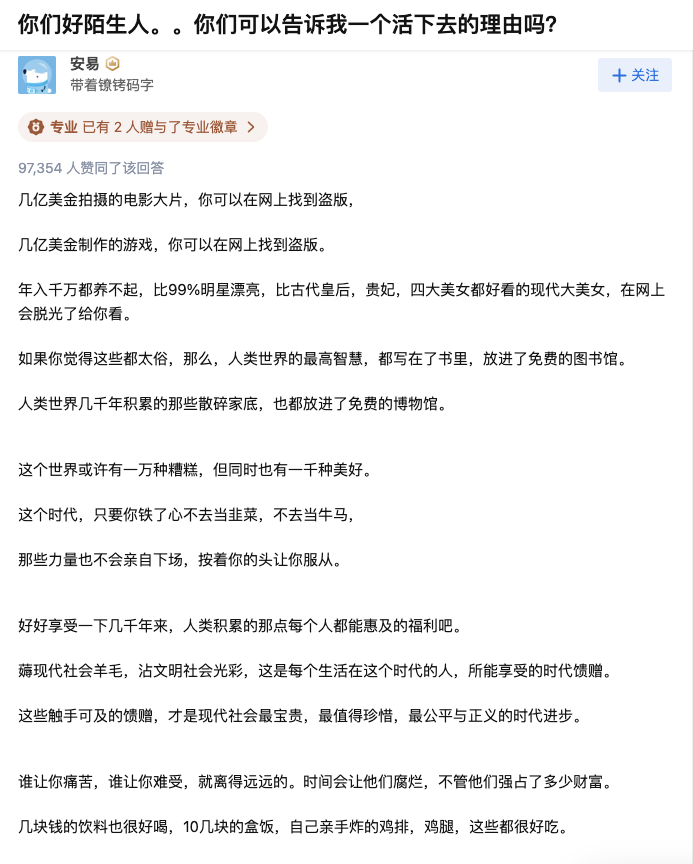 你们好陌生人。。你们可以告诉我一个活下去的理由吗?
安易
带着镣铐码字
+ 关注
专业 已有 2 人赠与了专业徽章 >
97,354 人赞同了该回答
几亿美金拍摄的电影大片，你可以在网上找到盗版，
几亿美金制作的游戏，你可以在网上找到盗版。
年入千万都养不起，比99%明星漂亮，比古代皇后，贵妃，四大美女都好看的现代大美女，在网上
会脱光了给你看。
如果你觉得这些都太俗，那么，人类世界的最高智慧，都写在了书里，放进了免费的图书馆。
人类世界几千年积累的那些散碎家底，也都放进了免费的博物馆。
这个世界或许有一万种糟糕，但同时也有一千种美好。
这个时代，只要你铁了心不去当韭菜，不去当牛马，
那些力量也不会亲自下场，按着你的头让你服从。
好好享受一下几千年来，人类积累的那点每个人都能惠及的福利吧。
薅现代社会羊毛，沾文明社会光彩，这是每个生活在这个时代的人，所能享受的时代馈赠。
这些触手可及的馈赠，才是现代社会最宝贵，最值得珍惜，最公平与正义的时代进步。
谁让你痛苦，谁让你难受，就离得远远的。时间会让他们腐烂，不管他们强占了多少财富。
几块钱的饮料也很好喝，10几块的盒饭，自己亲手炸的鸡排，鸡腿，这些都很好吃。